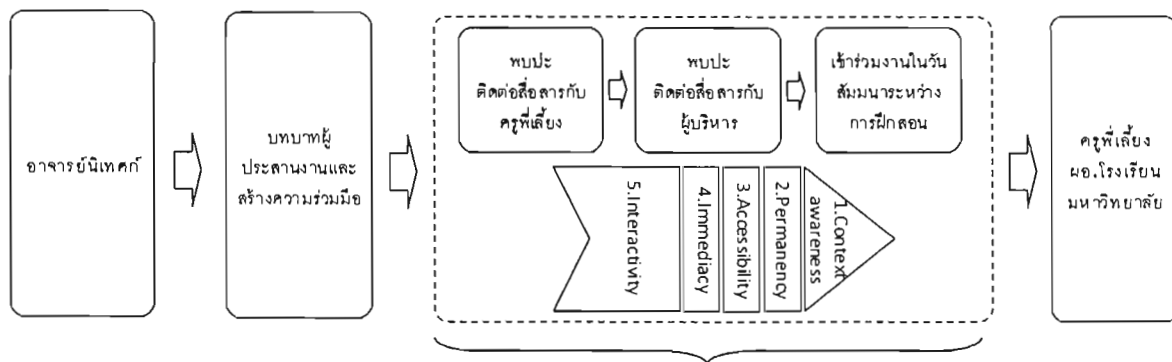 อาจารย์นิเทศก์
บทบาทผู้
ประสานงานและ
สร้างความร่วมมือ
พบปะ
ติดต่อสื่อสารกับ
ครูพี่เลี้ยง
พบปะ
ติดต่อสื่อสารกับ
ผู้บริหาร
เข้าร่วมงานในวัน
สัมมนาระหว่าง
การฝึกสอน
5.Interactivity
4.Immediacy
3.Accessibility
2.Permanency
1.Context
awareness
ครูพี่เลี้ยง
ผอ.โรงเรียน
มหาวิทยาลัย